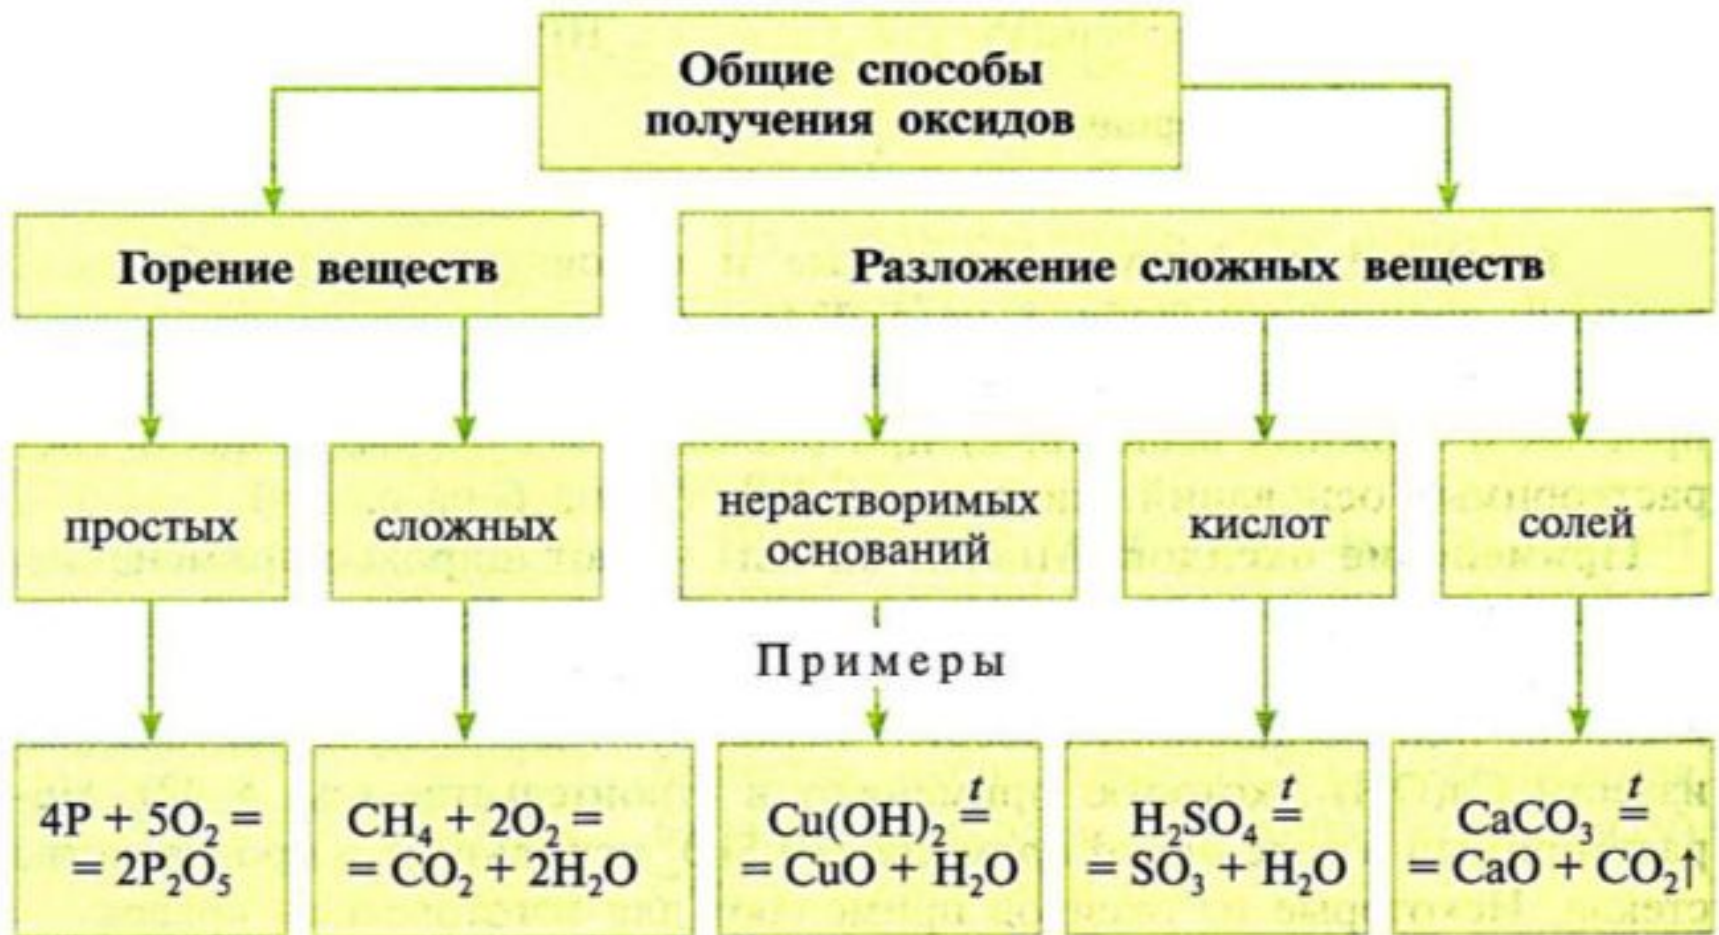 Общие способы
получения оксидов
Горение веществ
Разложение сложных веществ
простых
сложных
нерастворимых
оснований
кислот
солей
Примеры
4P + 5O₂ =
= 2P₂O₅
CH₄ + 2O₂ =
= CO₂ + 2H₂O
Cu(OH)₂ =ᵗ
= CuO + H₂O
H₂SO₄ =ᵗ
= SO₃ + H₂O
CaCO₃ =ᵗ
= CaO + CO₂↑